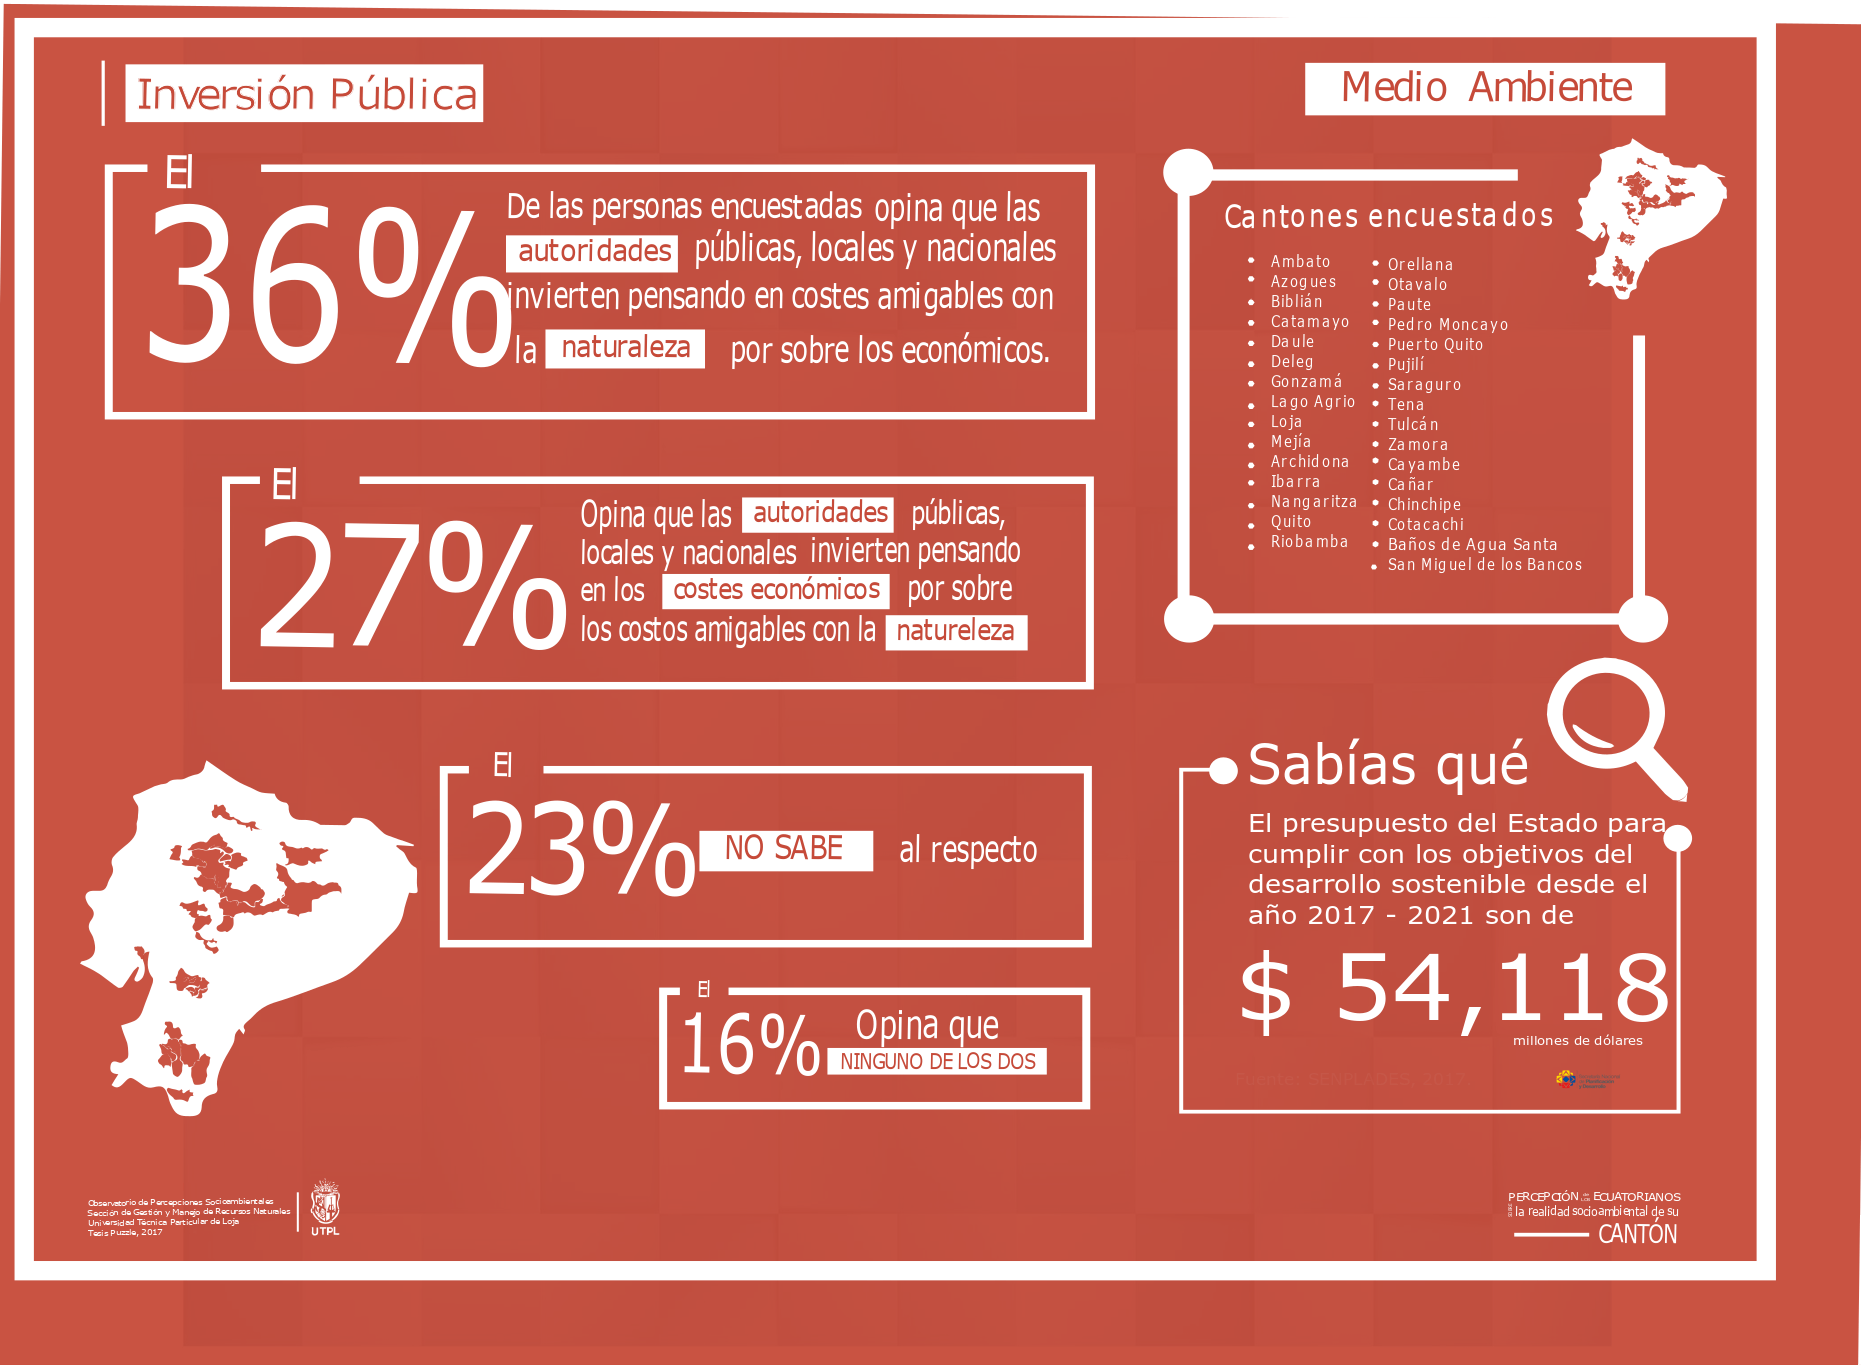 Inversión Pública
Medio Ambiente
El
36%
De las personas encuestadas opina que las
autoridades públicas, locales y nacionales
invierten pensando en costes amigables con
la naturaleza por sobre los económicos.
El
27%
Opina que las autoridades públicas,
locales y nacionales invierten pensando
en los costes económicos por sobre
los costos amigables con la natureleza
El
23%
NO SABE al respecto
El
16%
Opina que
NINGUNO DE LOS DOS
Cantones encuestados
• Ambato
• Azogues
• Biblián
• Catamayo
• Daule
• Deleg
• Gonzamá
• Lago Agrio
• Loja
• Mejía
• Archidona
• Ibarra
• Nangaritza
• Quito
• Riobamba
• Orellana
• Otavalo
• Paute
• Pedro Moncayo
• Puerto Quito
• Pujilí
• Saraguro
• Tena
• Tulcán
• Zamora
• Cayambe
• Cañar
• Chinchipe
• Cotacachi
• Baños de Agua Santa
• San Miguel de los Bancos
Sabías qué
El presupuesto del Estado para
cumplir con los objetivos del
desarrollo sostenible desde el
año 2017 - 2021 son de
$ 54,118
millones de dólares
Fuente: SENPLADES, 2017
Observatorio de Percepciones Socioambientales
Sección de Gestión y Manejo de Recursos Naturales
Universidad Técnica Particular de Loja
Tesis Puzzle, 2017
UTPL
PERCEPCIÓN DE LOS ECUATORIANOS
la realidad socioambiental de su
CANTÓN